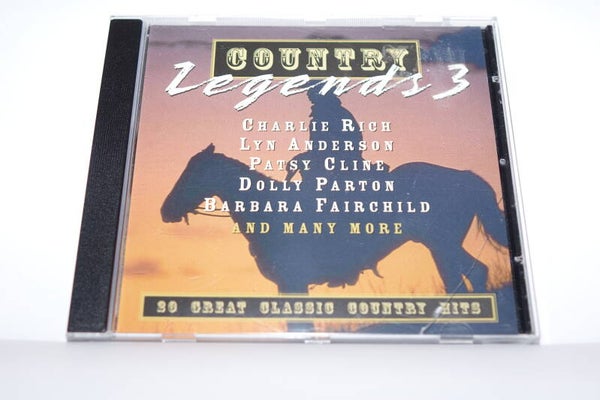 COUNTRY
Legends 3
CHARLIE RICH
LYN ANDERSON
PATSY CLINE
DOLLY PARTON
BARBARA FAIRCHILD
AND MANY MORE
20 GREAT CLASSIC COUNTRY HITS